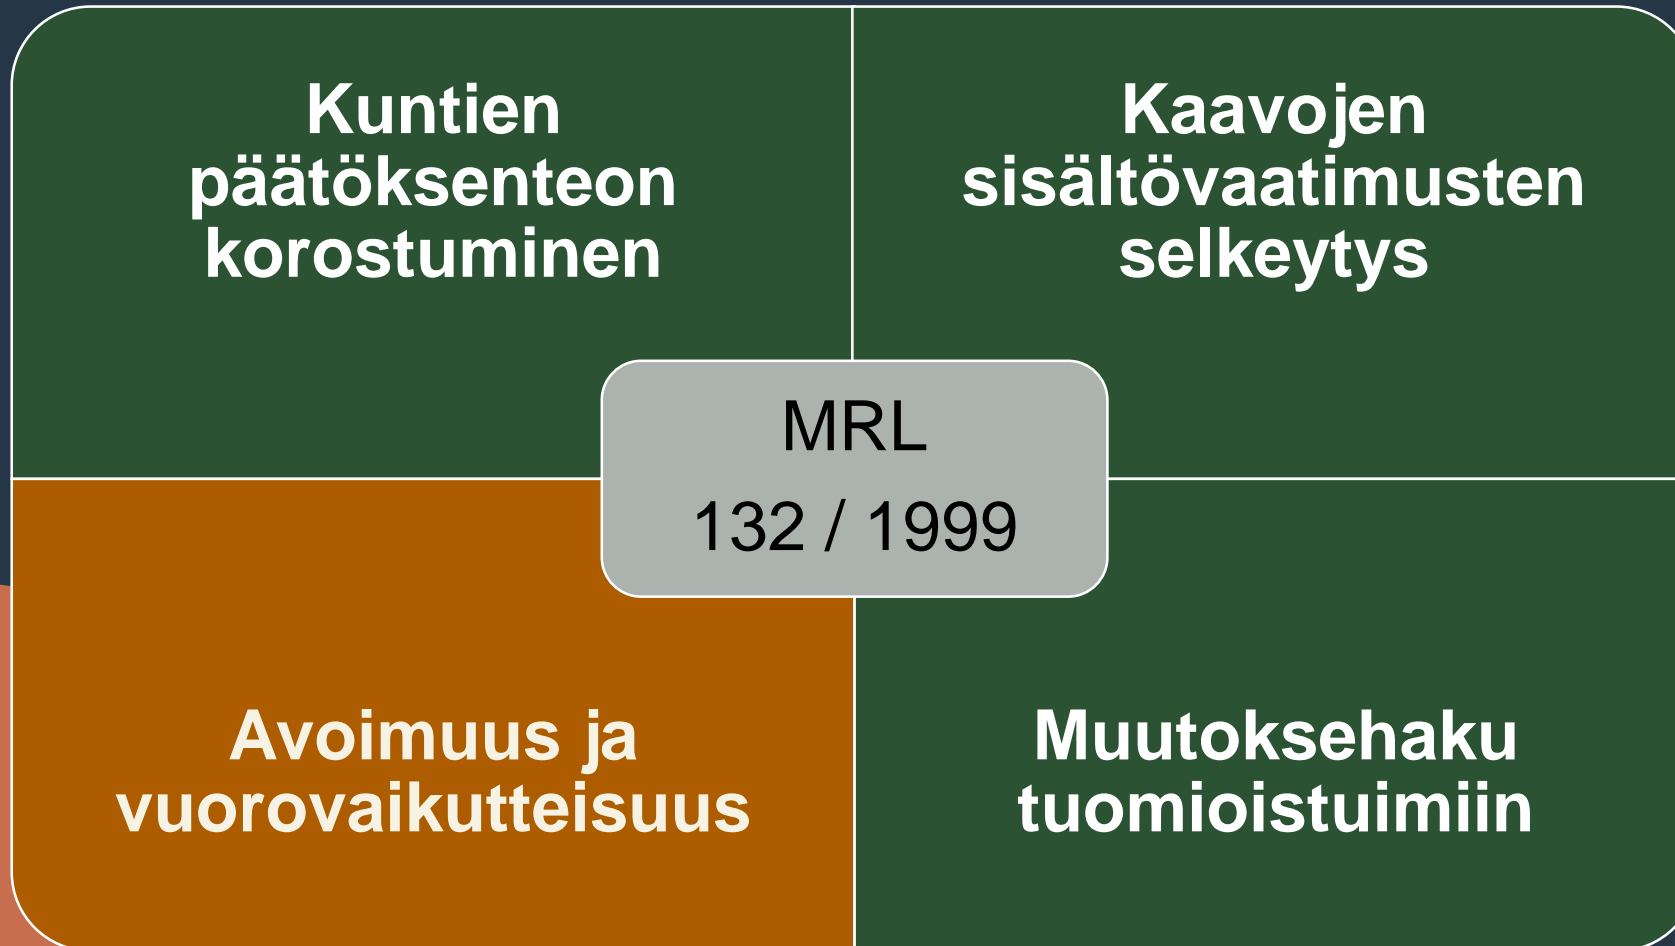 Kuntien
päätöksenteon
korostuminen
Kaavojen
sisältövaatimusten
selkeytys
MRL
132 / 1999
Avoimuus ja
vuorovaikutteisuus
Muutoksehaku
tuomioistuimiin